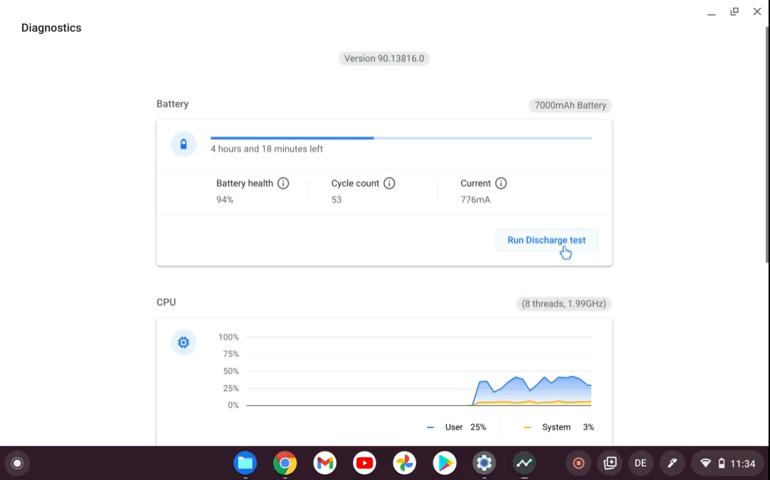 Diagnostics
Version 90.13816.0
Battery
7000mAh Battery
4 hours and 18 minutes left
Battery health Cycle count Current
94% 53 776mA
Run Discharge test
CPU
(8 threads, 1.99GHz)
100%
75%
50%
25%
0%
User 25% System 3%
DE
11:34